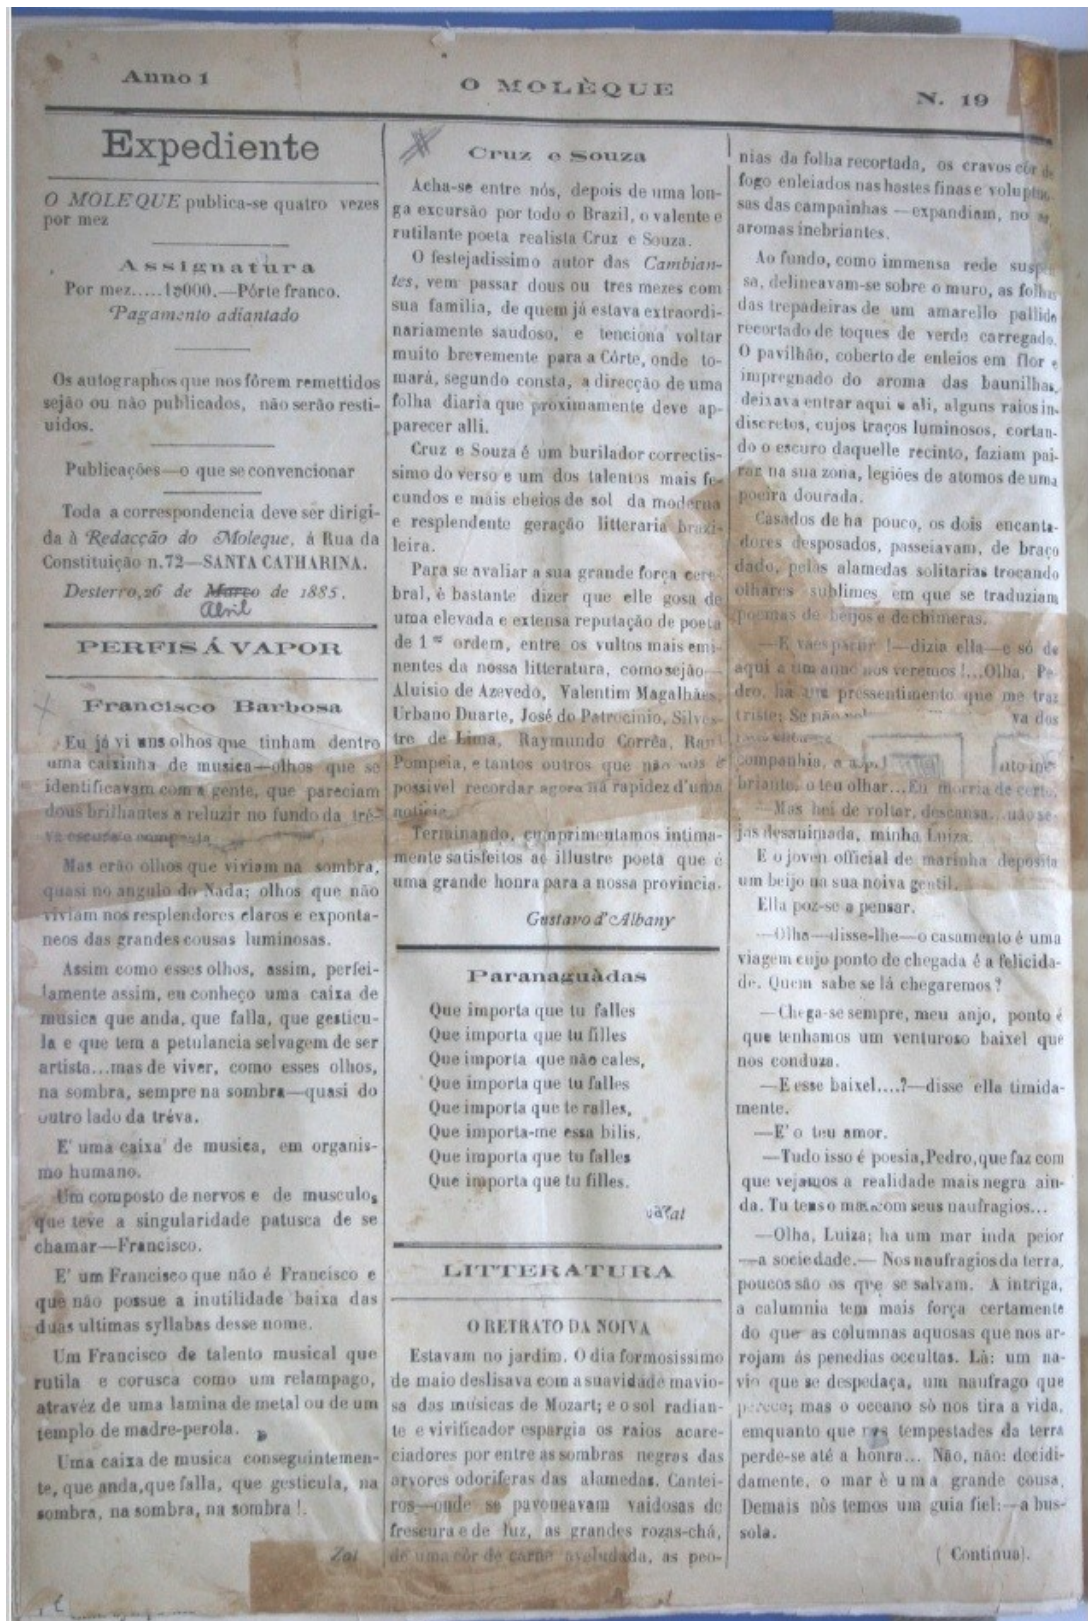 Anno 1
O MOLÈQUE
N. 19
Expediente
O MOLEQUE publica-se quatro vezes
por mez
Assignatura
Por mez.....1$000.—Pórte franco.
Pagamento adiantado
Os autographos que nos fôrem remettidos
sejão ou não publicados, não serão resti-
uidos.
Publicações—o que se convencionar
Toda a correspondencia deve ser dirigi-
da à Redacção do Moleque, á Rua da
Constituição n.72—SANTA CATHARINA.
Desterro,26 de Março de 1885.
Abril
PERFIS Á VAPOR
Francisco Barbosa
Eu já vi uns olhos que tinham dentro
uma caixinha de musica—olhos que se
identificavam com a gente, que pareciam
dous brilhantes a reluzir no fundo da tré-
va escura e composta
Mas erão olhos que viviam na sombra,
quasi no angulo do Nada; olhos que não
viviam nos resplendores claros e exponta-
neos das grandes cousas luminosas.
Assim como esses olhos, assim, perfei-
tamente assim, eu conheço uma caixa de
musica que anda, que falla, que gesticu-
la e que tem a petulancia selvagem de ser
artista...mas de viver, como esses olhos,
na sombra, sempre na sombra—quasi do
outro lado da tréva.
E' uma caixa de musica, em organis-
mo humano.
Um composto de nervos e de musculos
que teve a singularidade patusca de se
chamar—Francisco.
E' um Francisco que não é Francisco e
que não possue a inutilidade baixa das
duas ultimas syllabas desse nome.
Um Francisco de talento musical que
rutila e corusca como um relampago,
atravéz de uma lamina de metal ou de um
templo de madre-perola.
Uma caixa de musica conseguintemen-
te, que anda,que falla, que gesticula, na
sombra, na sombra, na sombra !.
Zat
Cruz e Souza
Acha-se entre nós, depois de uma lon-
ga excursão por todo o Brazil, o valente e
rutilante poeta realista Cruz e Souza.
O festejadissimo autor das Cambian-
tes, vem passar dous ou tres mezes com
sua familia, de quem já estava extraordi-
nariamente saudoso, e tenciona voltar
muito brevemente para a Côrte, onde to-
mará, segundo consta, a direcção de uma
folha diaria que proximamente deve ap-
parecer alli.
Cruz e Souza é um burilador correctis-
simo do verso e um dos talentos mais fe-
cundos e mais cheios de sol da moderna
e resplendente geração litteraria brazi-
leira.
Para se avaliar a sua grande força cere-
bral, é bastante dizer que elle gosa de
uma elevada e extensa reputação de poeta
de 1ª ordem, entre os vultos mais emi-
nentes da nossa litteratura, como sejão—
Aluisio de Azevedo, Valentim Magalhães,
Urbano Duarte, José do Patrocinio, Silves-
tre de Lima, Raymundo Corrêa, Raul
Pompeia, e tantos outros que não nos é
possivel recordar agora na rapidez d'uma
noticia.
Terminando, cumprimentamos intima-
mente satisfeitos ao illustre poeta que é
uma grande honra para a nossa provincia.
Gustavo d'Albany
Paranaguàdas
Que importa que tu falles
Que importa que tu filles
Que importa que não cales,
Que importa que tu falles
Que importa que te ralles,
Que importa-me essa bilis,
Que importa que tu falles
Que importa que tu filles.
Zat
LITTERATURA
O RETRATO DA NOIVA
Estavam no jardim. O dia formosissimo
de maio deslisava com a suavidade mavio-
sa das músicas de Mozart; e o sol radian-
te e vivificador espargia os raios acare-
ciadores por entre as sombras negras das
arvores odoriferas das alamedas. Cantei-
ros—onde se pavoneavam vaidosas de
frescura e de luz, as grandes rozas-chá,
de uma côr de carne aveludada, as peo-
nias da folha recortada, os cravos côr de
fogo enleiados nas hastes finas e voluptuo-
sas das campainhas —expandiam, no ar
aromas inebriantes.
Ao fundo, como immensa rede suspen-
sa, delineavam-se sobre o muro, as folhas
das trepadeiras de um amarello pallido
recortado de toques de verde carregado.
O pavilhão, coberto de enleios em flor e
impregnado do aroma das baunilhas,
deixava entrar aqui e ali, alguns raios in-
discretos, cujos traços luminosos, cortan-
do o escuro daquelle recinto, faziam pai-
rar na sua zona, legiões de atomos de uma
poeira dourada.
Casados de ha pouco, os dois encanta-
dores desposados, passeiavam, de braço
dado, pelas alamedas solitarias trocando
olhares sublimes em que se traduziam
poemas de beijos e de chimeras.
—E vaes partir !—dizia ella—e só de
aqui a um anno nos veremos !...Olha, Pe-
dro, há um pressentimento que me traz
triste: Se não va dos
companhia, a
briante, o teu olhar...Eu morria de certo.
—Mas hei de voltar, descansa...não se-
jas desanimada, minha Luiza.
E o joven official de marinha deposita
um beijo na sua noiva gentil.
Ella poz-se a pensar.
—Olha—disse-lhe—o casamento é uma
viagem cujo ponto de chegada é a felicida-
de. Quem sabe se lá chegaremos?
—Chega-se sempre, meu anjo, ponto é
que tenhamos um venturoso baixel que
nos conduza.
—E esse baixel....?—disse ella timida-
mente.
—E' o teu amor.
—Tudo isso é poesia,Pedro,que faz com
que vejamos a realidade mais negra ain-
da. Tu tens o mar com seus naufragios...
—Olha, Luiza; ha um mar inda peior
—a sociedade.— Nos naufragios da terra,
poucos são os que se salvam. A intriga,
a calumnia tem mais força certamente
do que as columnas aquosas que nos ar-
rojam ás penedias occultas. Là: um na-
vio que se despedaça, um naufrago que
perece; mas o oceano só nos tira a vida,
emquanto que nas tempestades da terra
perde-se até a honra... Não, não: decidi-
damente, o mar è uma grande cousa.
Demais nòs temos um guia fiel:—a bus-
sola.
( Continua).